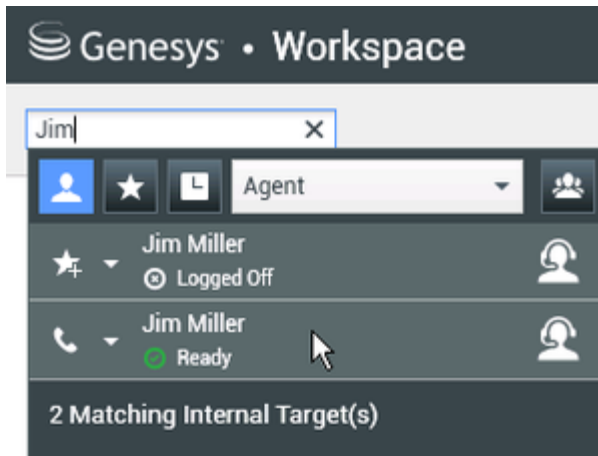 Genesys • Workspace
Jim
Agent
Jim Miller
Logged Off
Jim Miller
Ready
2 Matching Internal Target(s)